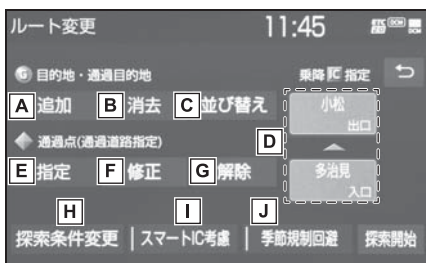 ルート変更 11:45
G 目的地・通過目的地 乗降IC指定
A 追加 B 消去 C 並び替え 小松 出口
通過点(通過道路指定) D
E 指定 F 修正 G 解除 多治見 入口
H I J
探索条件変更 スマートIC考慮 季節規制回避 探索開始